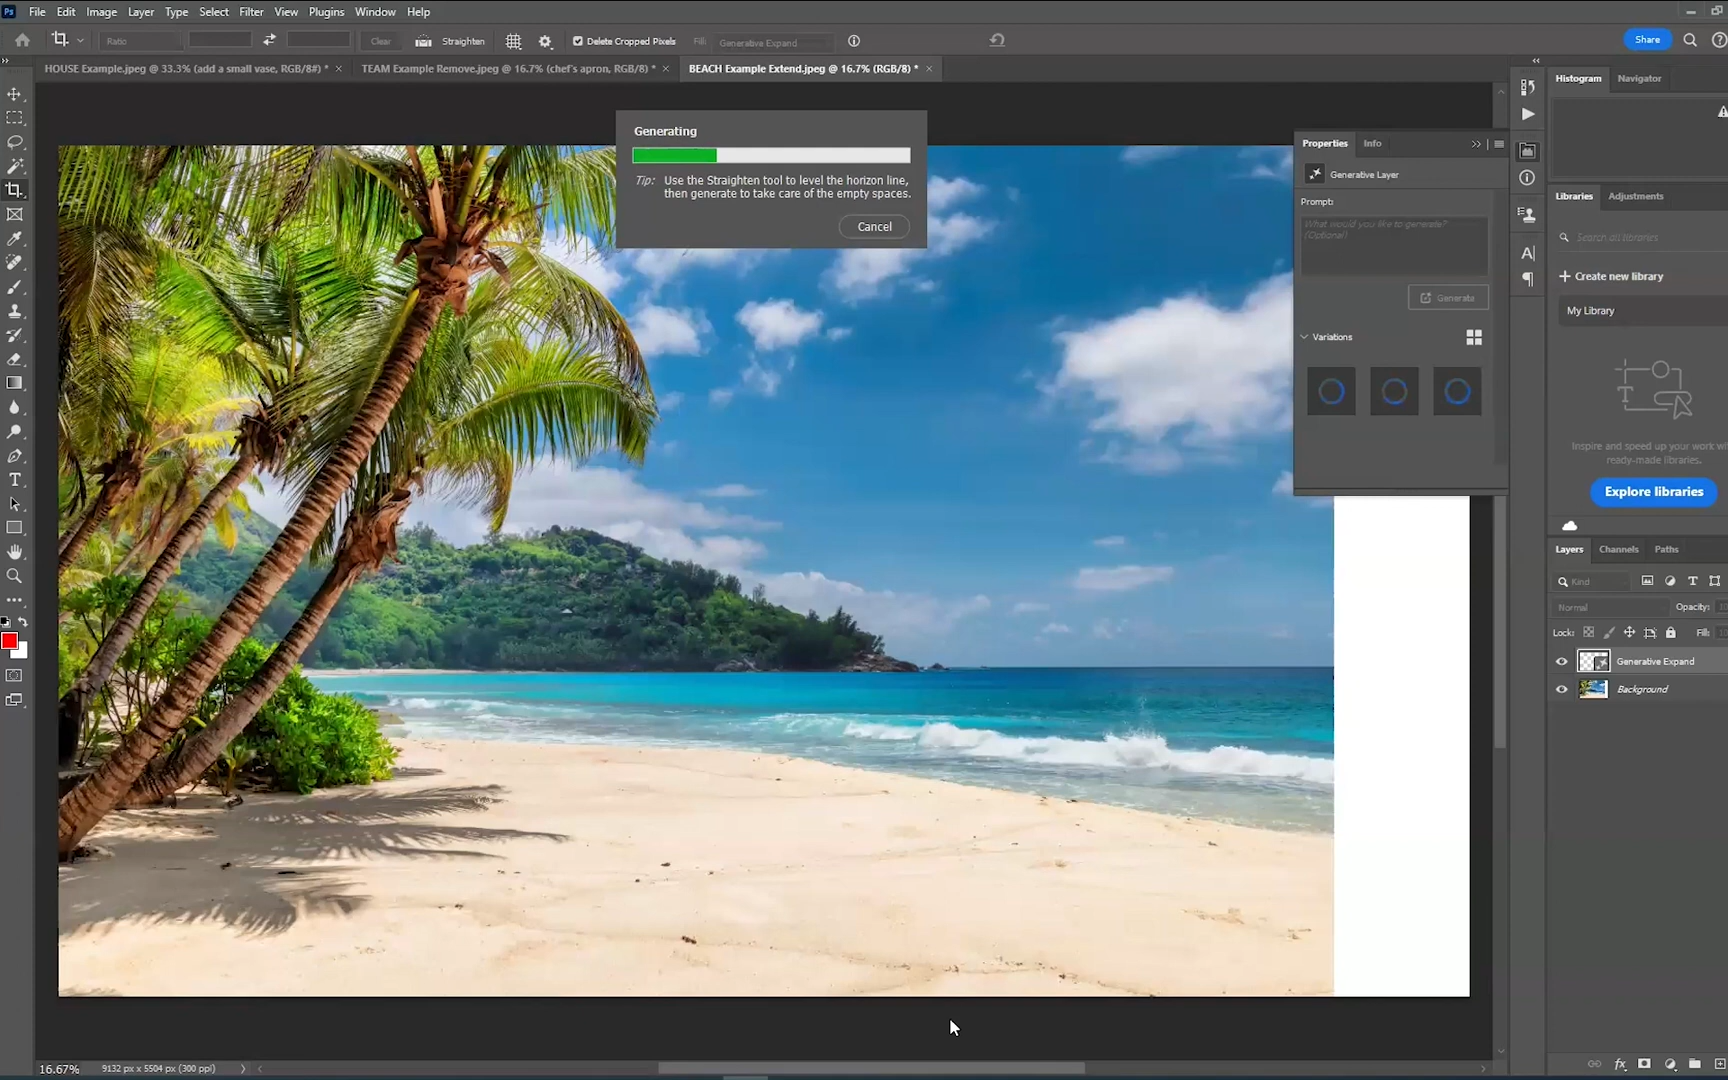 Ps File Edit Image Layer Type Select Filter View Plugins Window Help
Ratio Clear Straighten Delete Cropped Pixels Fill: Generative Expand Share
HOUSE Example.jpeg @ 33.3% (add a small vase, RGB/8#) * × TEAM Example Remove.jpeg @ 16.7% (chef's apron, RGB/8) * × BEACH Example Extend.jpeg @ 16.7% (RGB/8) * ×
Histogram Navigator
Generating
Tip: Use the Straighten tool to level the horizon line,
then generate to take care of the empty spaces.
Cancel
Properties Info
Generative Layer
Prompt:
What would you like to generate?
(Optional)
Generate
Variations
Libraries Adjustments
Search all libraries
+ Create new library
My Library
Inspire and speed up your work wi
ready-made libraries.
Explore libraries
Layers Channels Paths
Kind
Normal Opacity:
Lock: Fill:
Generative Expand
Background
16.67% 9132 px x 5504 px (300 ppi)